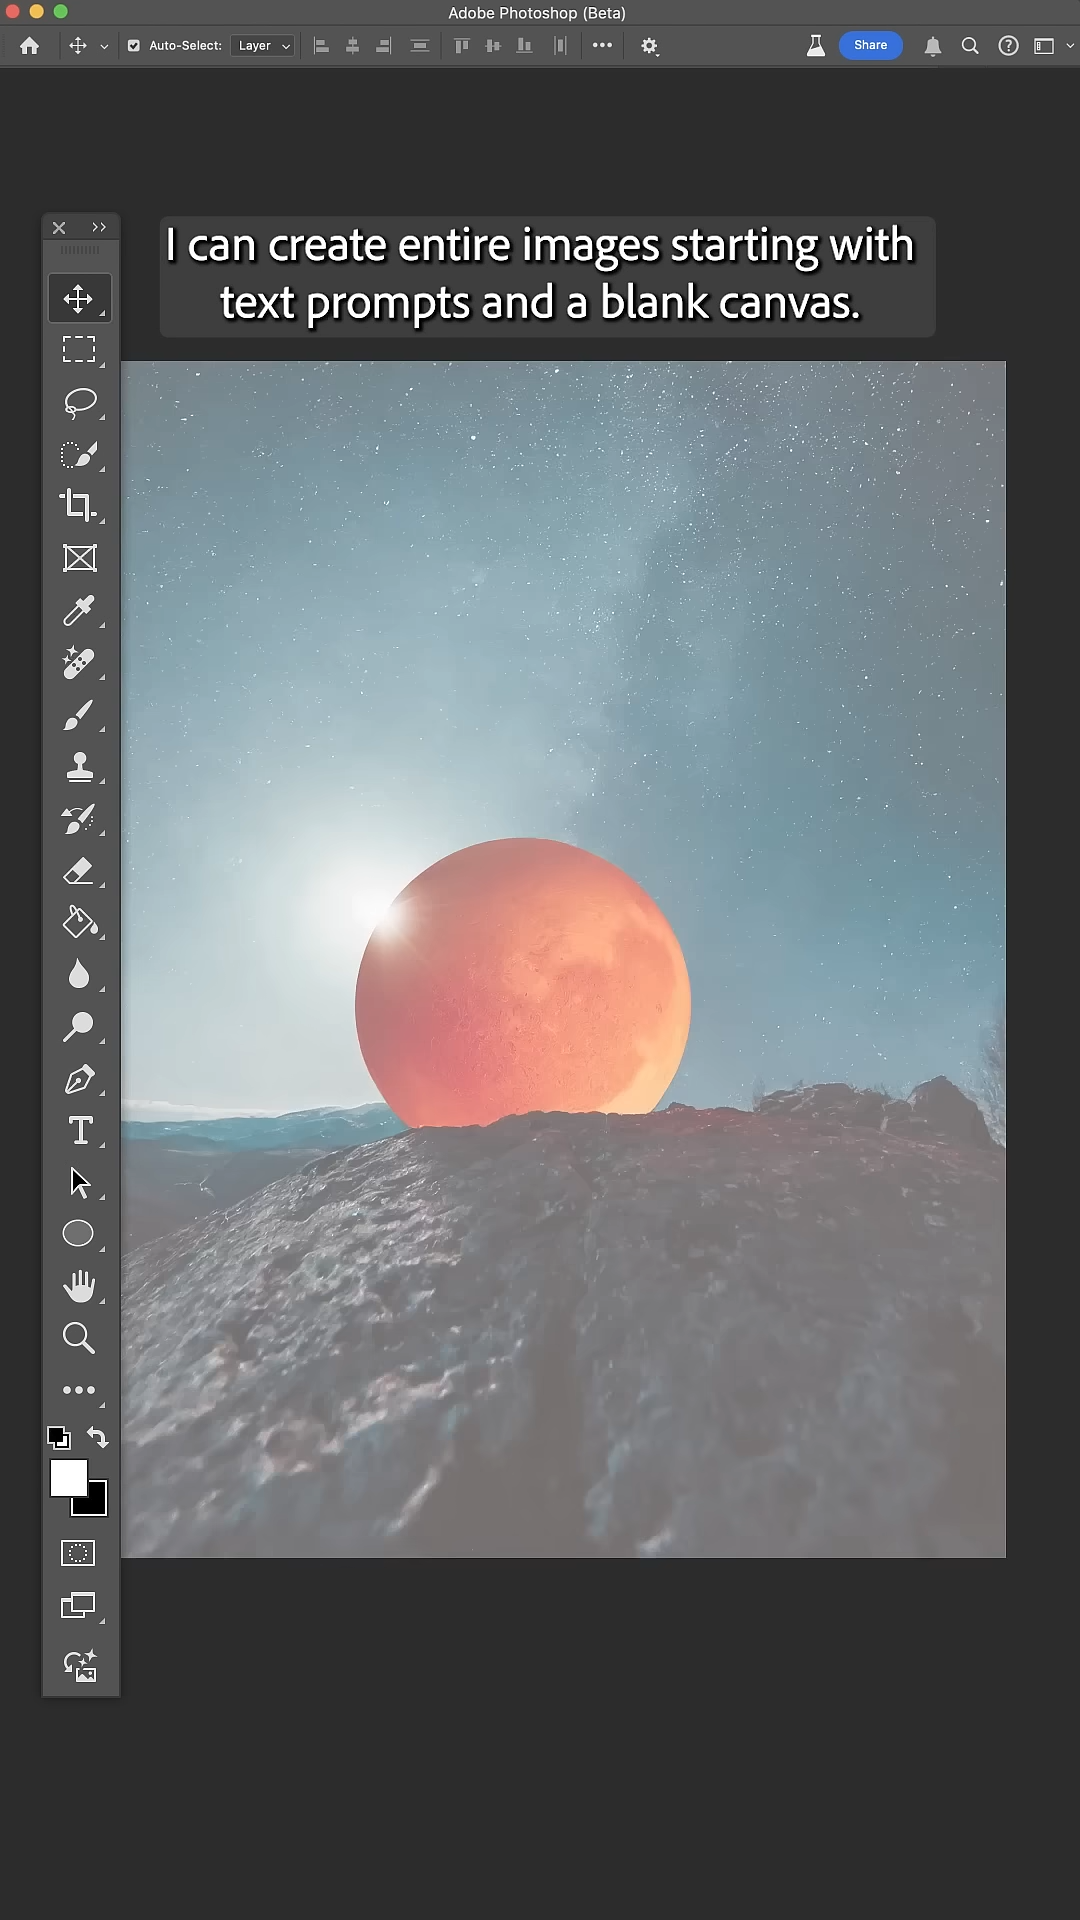 Adobe Photoshop (Beta)
Auto-Select: Layer
Share
I can create entire images starting with
text prompts and a blank canvas.